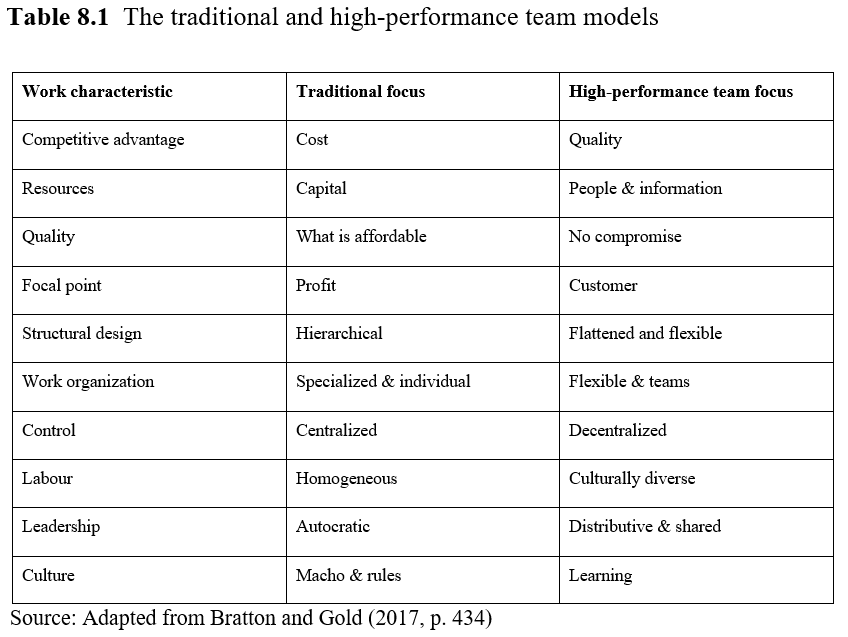 Table 8.1 The traditional and high-performance team models
Work characteristic Traditional focus High-performance team focus
Competitive advantage Cost Quality
Resources Capital People & information
Quality What is affordable No compromise
Focal point Profit Customer
Structural design Hierarchical Flattened and flexible
Work organization Specialized & individual Flexible & teams
Control Centralized Decentralized
Labour Homogeneous Culturally diverse
Leadership Autocratic Distributive & shared
Culture Macho & rules Learning
Source: Adapted from Bratton and Gold (2017, p. 434)